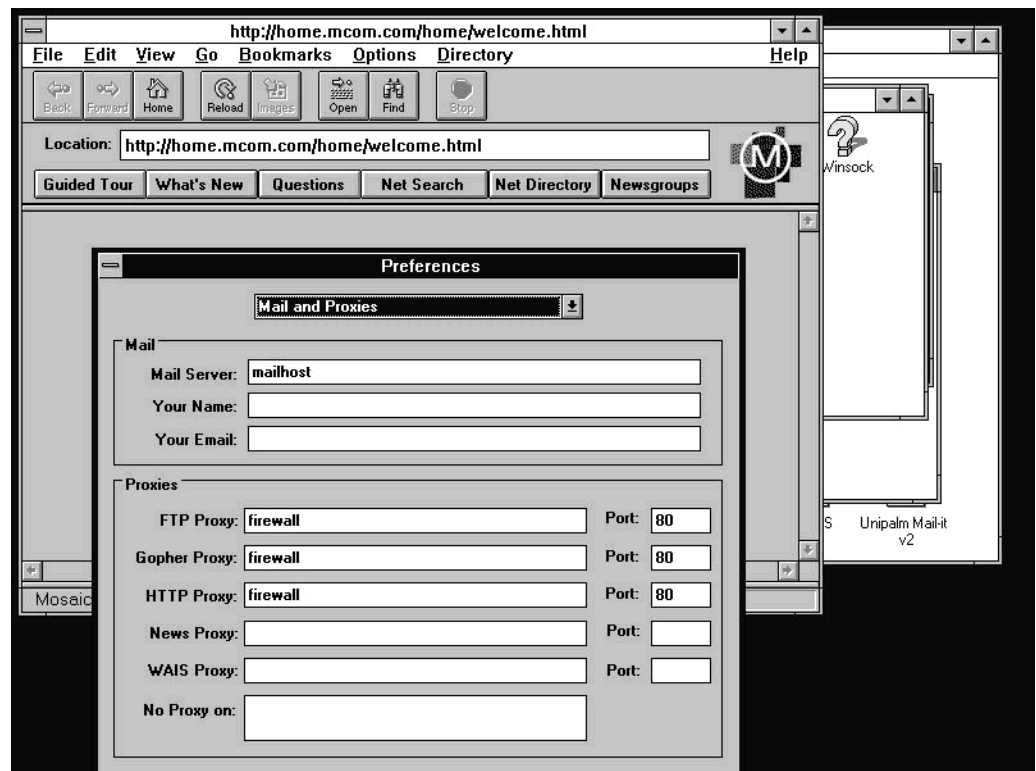 http://home.mcom.com/home/welcome.html
File Edit View Go Bookmarks Options Directory Help
Back Forward Home Reload Images Open Find Stop
Location: http://home.mcom.com/home/welcome.html
M
Guided Tour What's New Questions Net Search Net Directory Newsgroups
Winsock
Preferences
Mail and Proxies
Mail
Mail Server: mailhost
Your Name:
Your Email:
Proxies
FTP Proxy: firewall Port: 80
Gopher Proxy: firewall Port: 80
HTTP Proxy: firewall Port: 80
News Proxy: Port:
WAIS Proxy: Port:
No Proxy on:
Mosaic
S Unipalm Mail-it
v2